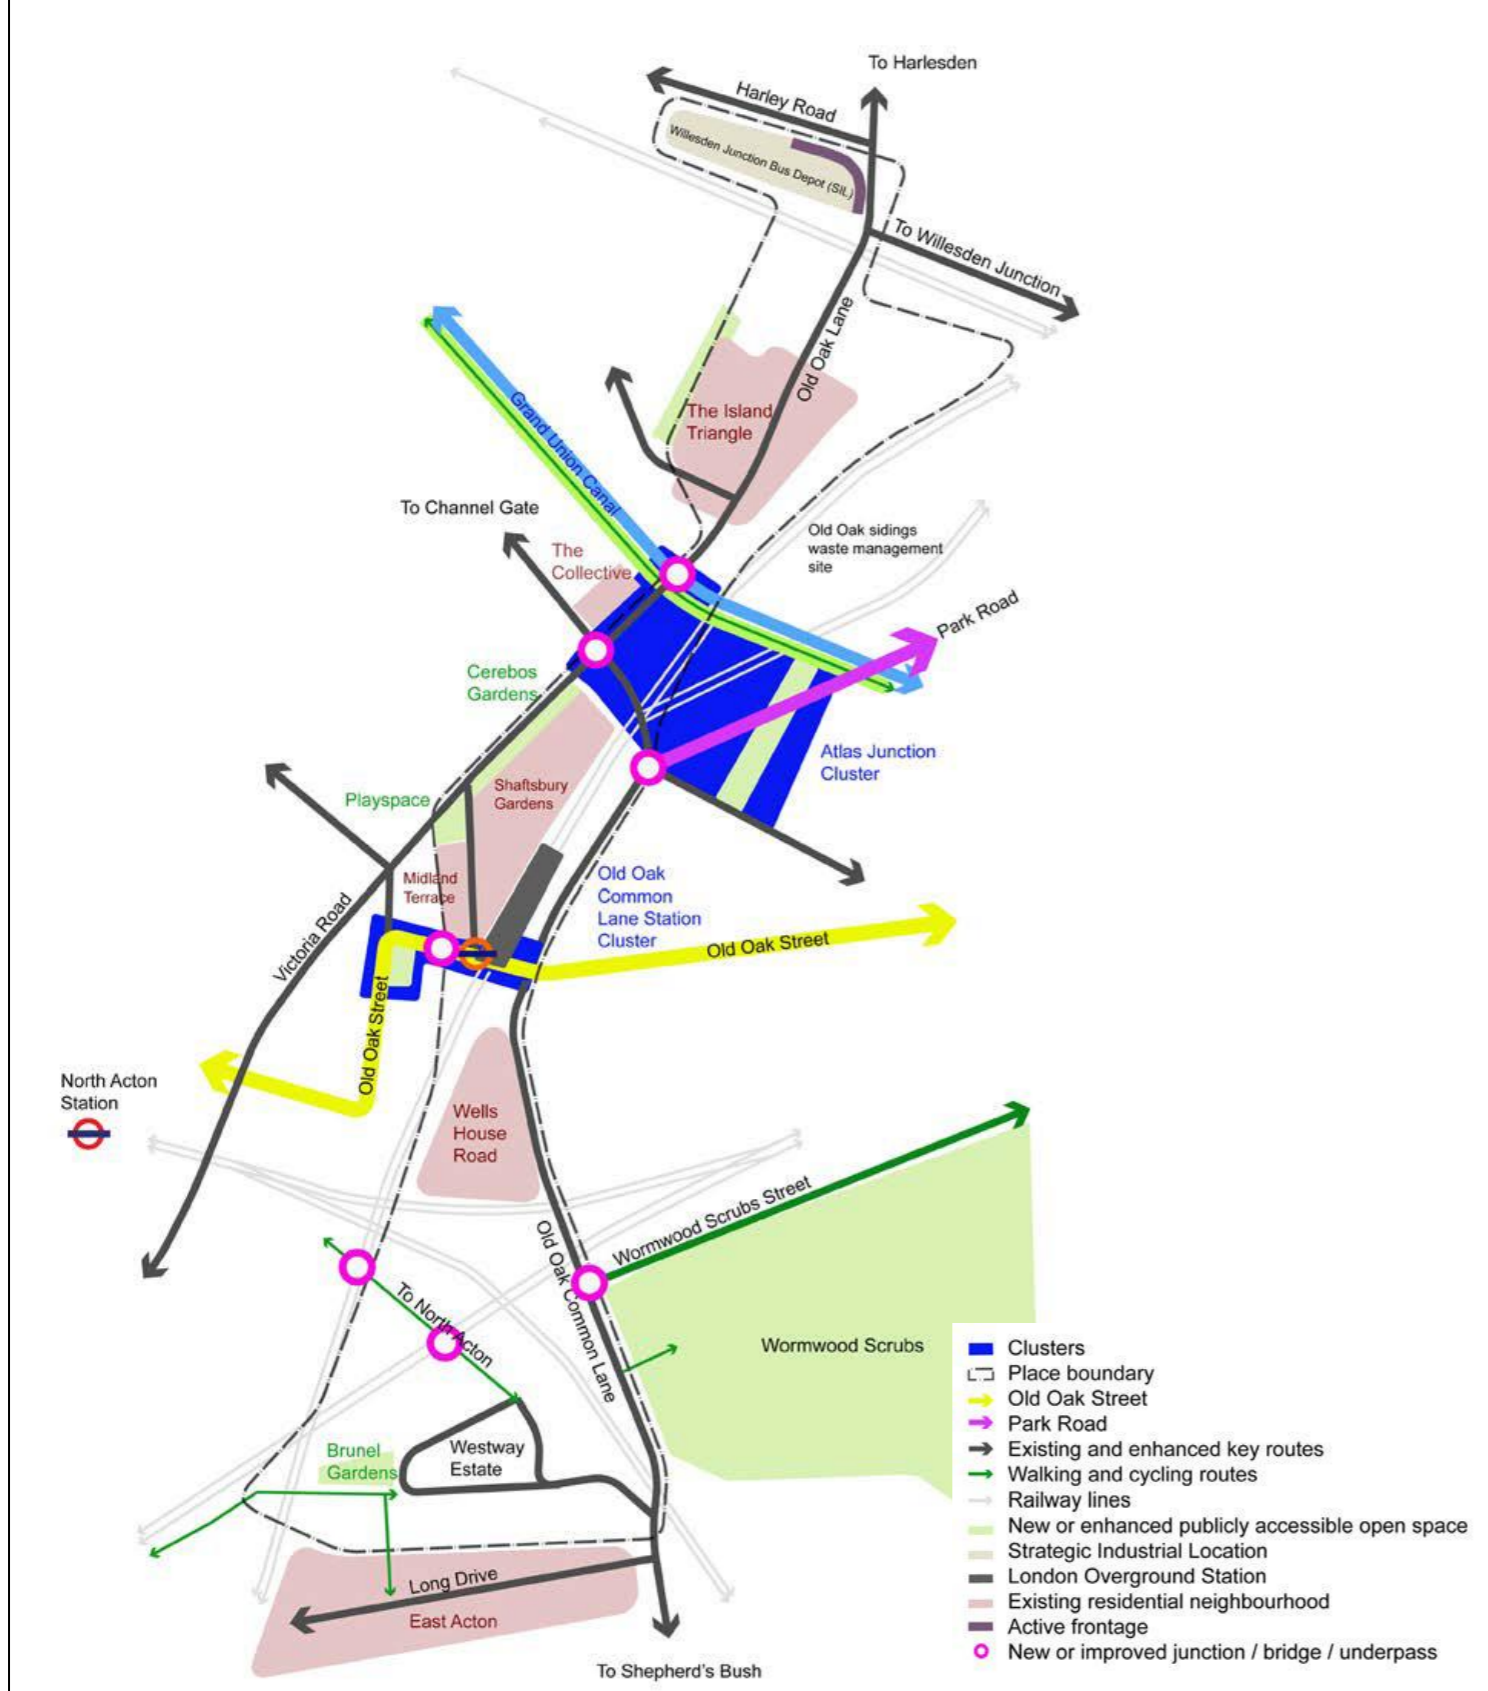 To Harlesden
Harley Road
Willesden Junction Bus Depot (SIL)
To Willesden Junction
Old Oak Lane
The Island
Triangle
Grand Union Canal
To Channel Gate
Old Oak sidings
waste management
site
The
Collective
Park Road
Cerebos
Gardens
Atlas Junction
Cluster
Shaftsbury
Gardens
Playspace
Midland
Terrace
Old Oak
Common
Lane Station
Cluster
Victoria Road
Old Oak Street
Old Oak Street
North Acton
Station
Wells
House
Road
Wormwood Scrubs Street
Old Oak Common Lane
To North Acton
Wormwood Scrubs
Brunel
Gardens
Westway
Estate
Long Drive
East Acton
To Shepherd's Bush
Clusters
Place boundary
Old Oak Street
Park Road
Existing and enhanced key routes
Walking and cycling routes
Railway lines
New or enhanced publicly accessible open space
Strategic Industrial Location
London Overground Station
Existing residential neighbourhood
Active frontage
New or improved junction / bridge / underpass